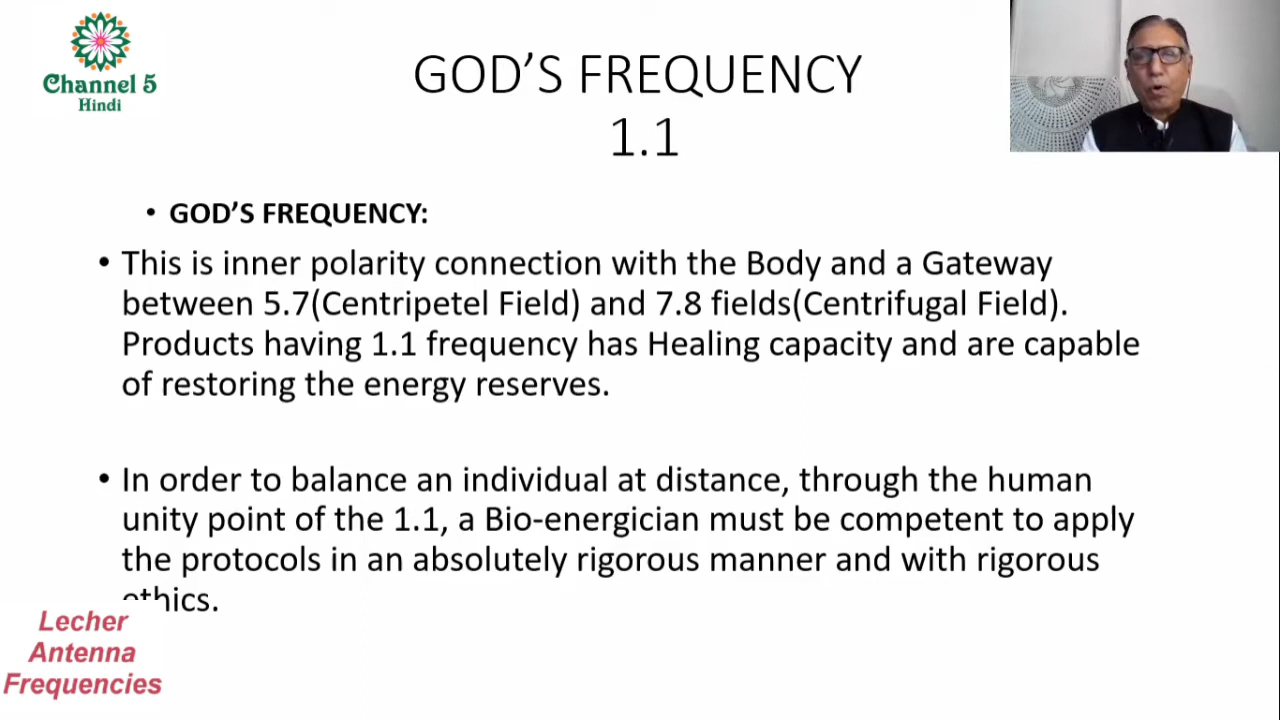 Channel 5
Hindi
GOD’S FREQUENCY
1.1
• GOD’S FREQUENCY:
• This is inner polarity connection with the Body and a Gateway
between 5.7(Centripetel Field) and 7.8 fields(Centrifugal Field).
Products having 1.1 frequency has Healing capacity and are capable
of restoring the energy reserves.
• In order to balance an individual at distance, through the human
unity point of the 1.1, a Bio-energician must be competent to apply
the protocols in an absolutely rigorous manner and with rigorous
ethics.
Lecher
Antenna
Frequencies